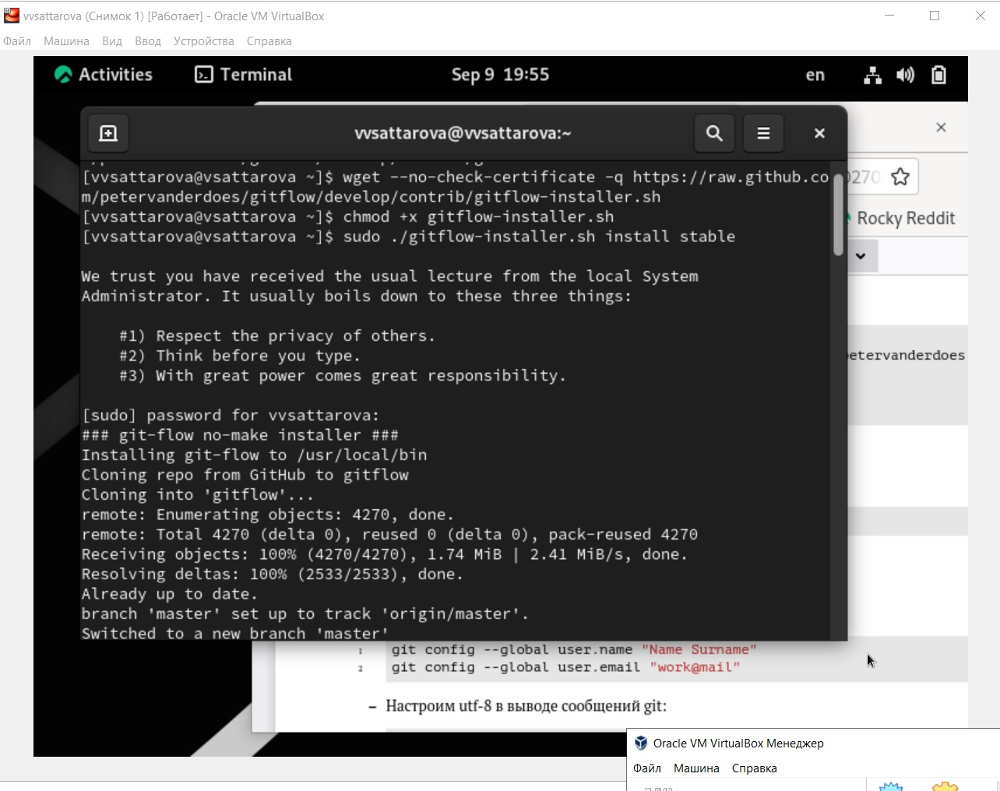 vvsattarova (Снимок 1) [Работает] - Oracle VM VirtualBox
Файл Машина Вид Ввод Устройства Справка
Activities Terminal Sep 9 19:55 en
vvsattarova@vvsattarova:~
[vvsattarova@vsattarova ~]$ wget --no-check-certificate -q https://raw.github.co
m/petervanderdoes/gitflow/develop/contrib/gitflow-installer.sh
[vvsattarova@vsattarova ~]$ chmod +x gitflow-installer.sh
[vvsattarova@vsattarova ~]$ sudo ./gitflow-installer.sh install stable
We trust you have received the usual lecture from the local System
Administrator. It usually boils down to these three things:
#1) Respect the privacy of others.
#2) Think before you type.
#3) With great power comes great responsibility.
[sudo] password for vvsattarova:
### git-flow no-make installer ###
Installing git-flow to /usr/local/bin
Cloning repo from GitHub to gitflow
Cloning into 'gitflow'...
remote: Enumerating objects: 4270, done.
remote: Total 4270 (delta 0), reused 0 (delta 0), pack-reused 4270
Receiving objects: 100% (4270/4270), 1.74 MiB | 2.41 MiB/s, done.
Resolving deltas: 100% (2533/2533), done.
Already up to date.
branch 'master' set up to track 'origin/master'.
Switched to a new branch 'master'
0270
Rocky Reddit
petervanderdoes
1 git config --global user.name "Name Surname"
2 git config --global user.email "work@mail"
– Настроим utf-8 в выводе сообщений git:
Oracle VM VirtualBox Менеджер
Файл Машина Справка